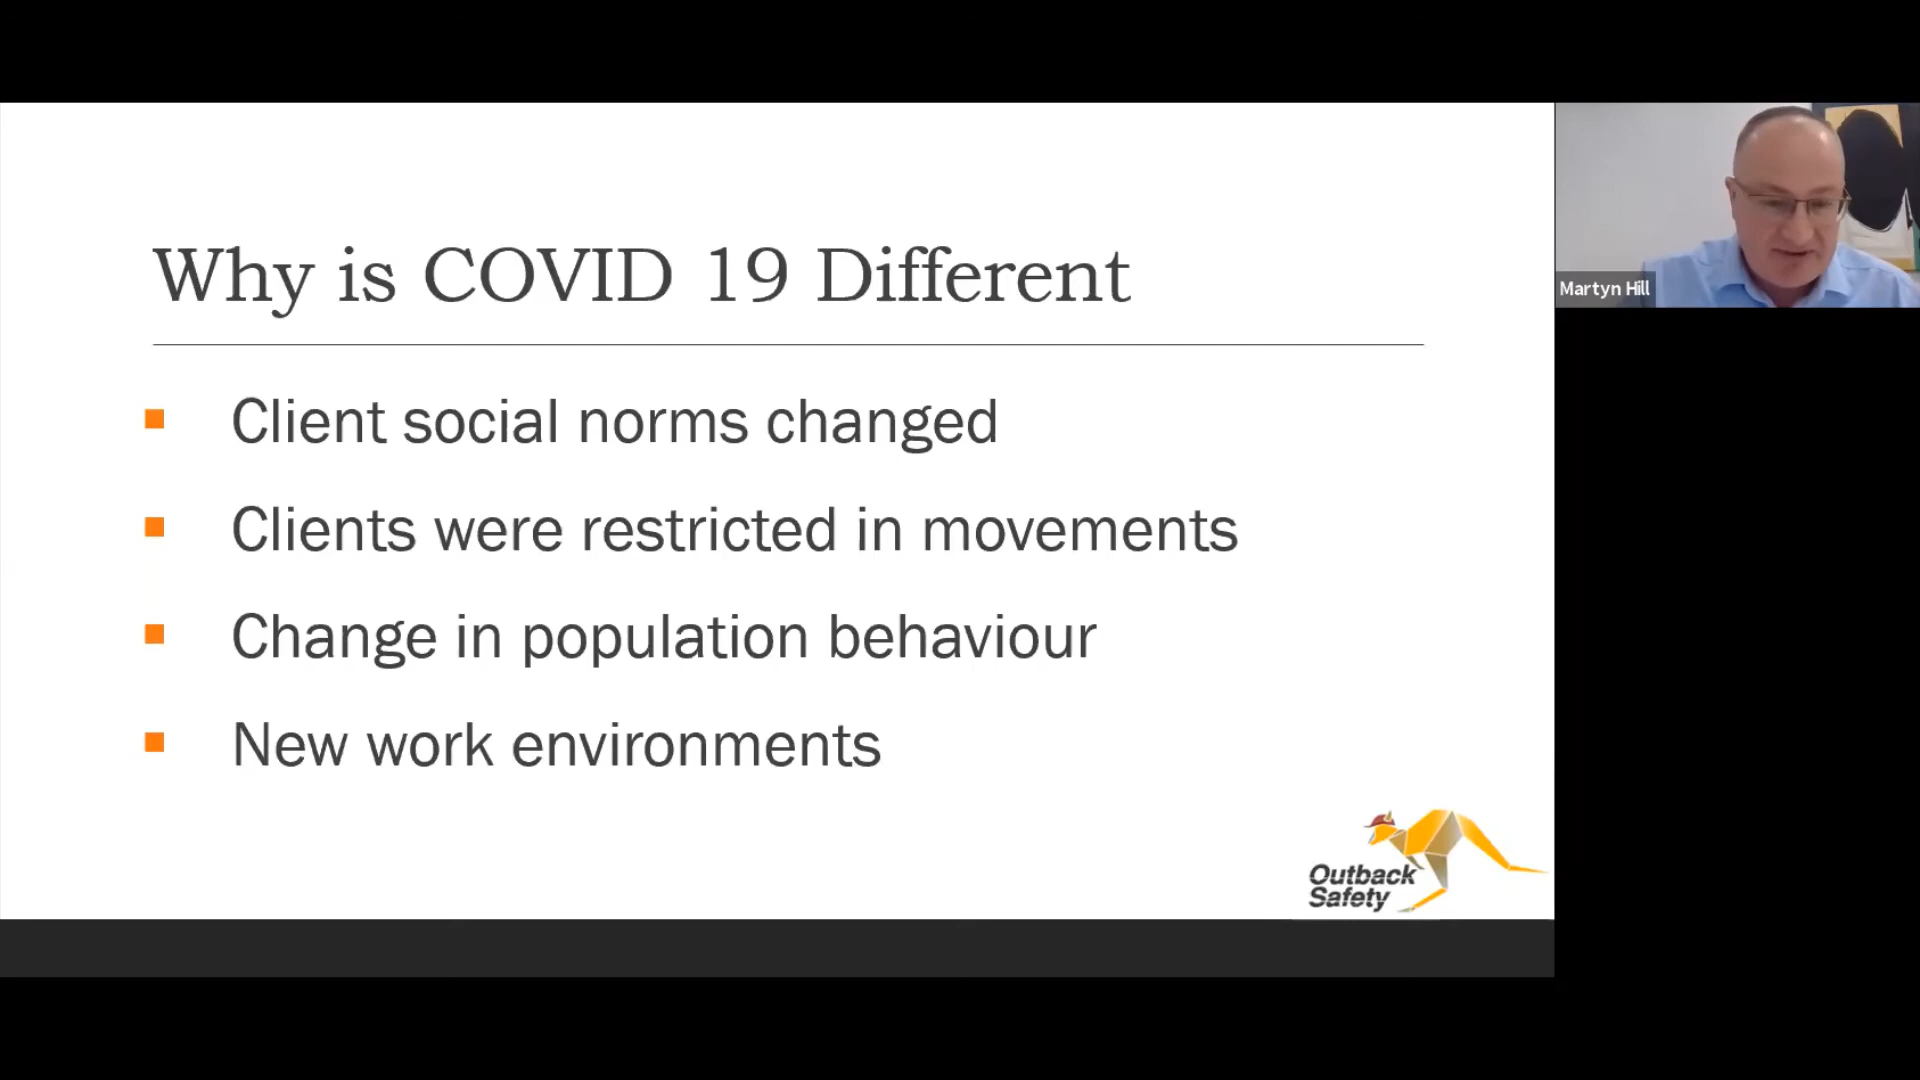 Why is COVID 19 Different
Client social norms changed
Clients were restricted in movements
Change in population behaviour
New work environments
Outback
Safety
Martyn Hill